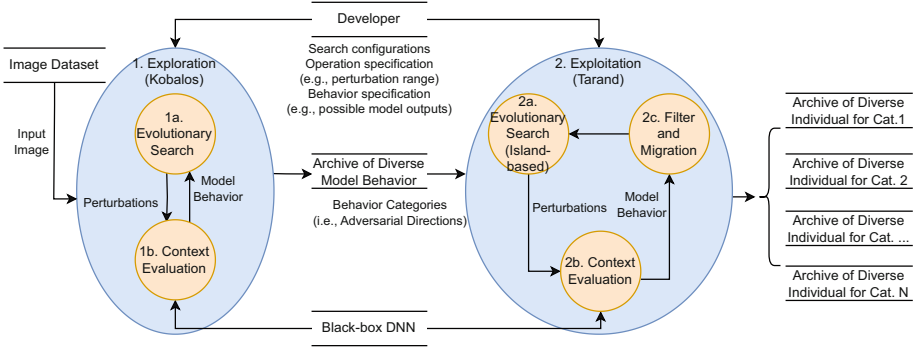 Developer
Search configurations
Operation specification
(e.g., perturbation range)
Behavior specification
(e.g., possible model outputs)
Image Dataset
Input
Image
1. Exploration
(Kobalos)
1a.
Evolutionary
Search
Perturbations
Model
Behavior
1b. Context
Evaluation
Archive of Diverse
Model Behavior
Behavior Categories
(i.e., Adversarial Directions)
Black-box DNN
2. Exploitation
(Tarand)
2a.
Evolutionary
Search
(Island-
based)
2c. Filter
and
Migration
Perturbations
Model
Behavior
2b. Context
Evaluation
Archive of Diverse
Individual for Cat.1
Archive of Diverse
Individual for Cat. 2
Archive of Diverse
Individual for Cat. ...
Archive of Diverse
Individual for Cat. N